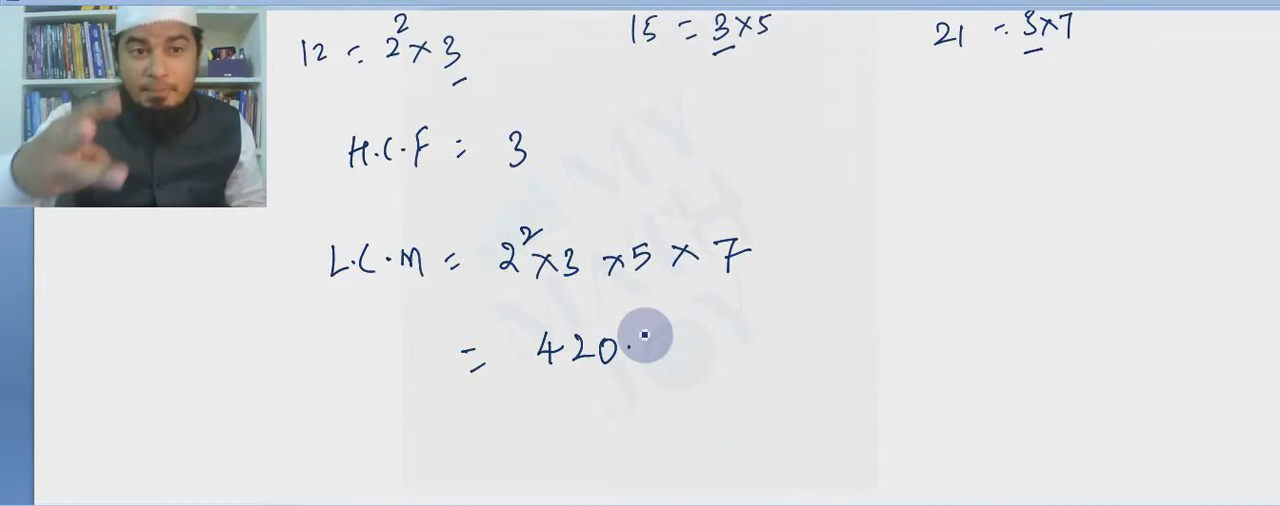 12 = 2² × 3 15 = 3×5 21 = 3×7
H.C.F = 3
L.C.M = 2² × 3 × 5 × 7
= 420.